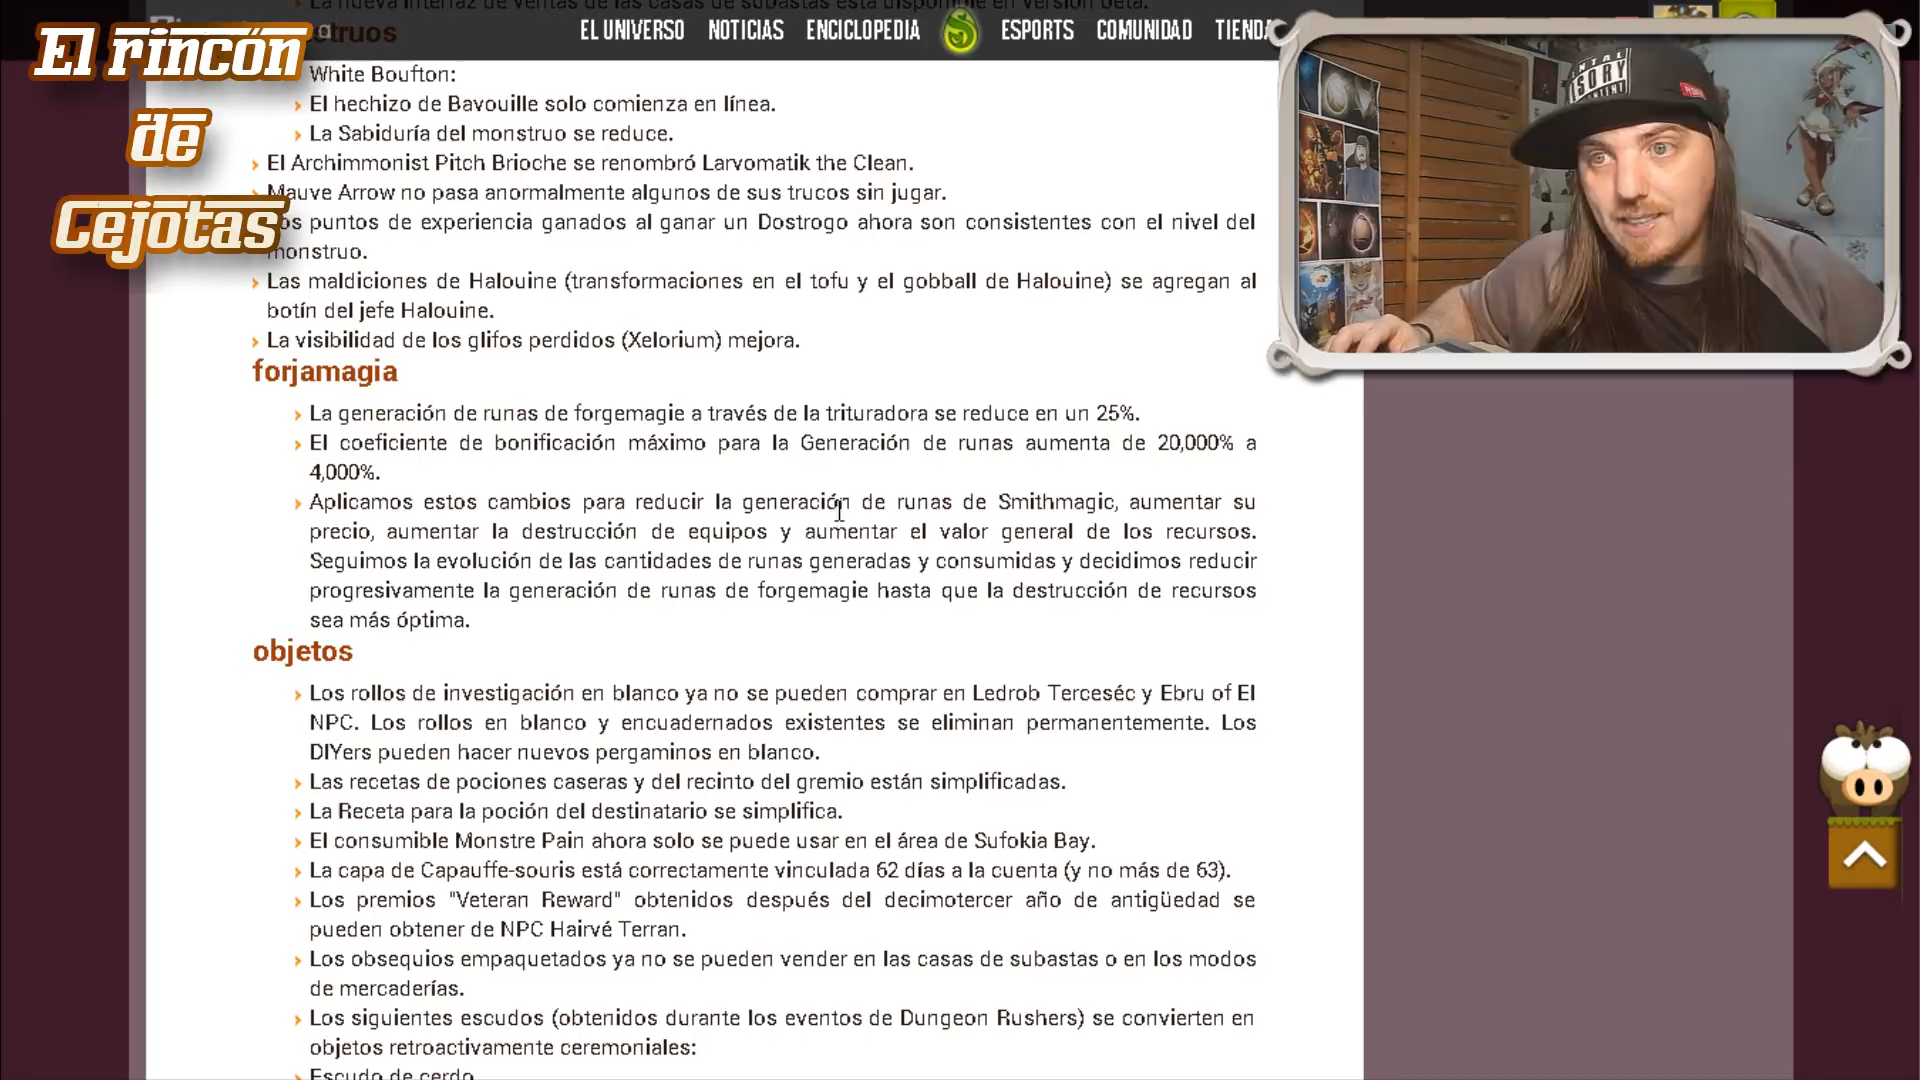 La nueva interfaz de ventas de las casas de subastas está disponible en versión beta.
EL UNIVERSO NOTICIAS ENCICLOPEDIA ESPORTS COMUNIDAD TIENDA
El rincón
de
Cejotas
White Boufton:
El hechizo de Bavouille solo comienza en línea.
La Sabiduría del monstruo se reduce.
El Archimmonist Pitch Brioche se renombró Larvomatik the Clean.
Mauve Arrow no pasa anormalmente algunos de sus trucos sin jugar.
os puntos de experiencia ganados al ganar un Dostrogo ahora son consistentes con el nivel del
monstruo.
Las maldiciones de Halouine (transformaciones en el tofu y el gobball de Halouine) se agregan al
botín del jefe Halouine.
La visibilidad de los glifos perdidos (Xelorium) mejora.
forjamagia
La generación de runas de forgemagie a través de la trituradora se reduce en un 25%.
El coeficiente de bonificación máximo para la Generación de runas aumenta de 20,000% a
4,000%.
Aplicamos estos cambios para reducir la generación de runas de Smithmagic, aumentar su
precio, aumentar la destrucción de equipos y aumentar el valor general de los recursos.
Seguimos la evolución de las cantidades de runas generadas y consumidas y decidimos reducir
progresivamente la generación de runas de forgemagie hasta que la destrucción de recursos
sea más óptima.
objetos
Los rollos de investigación en blanco ya no se pueden comprar en Ledrob Terceséc y Ebru of El
NPC. Los rollos en blanco y encuadernados existentes se eliminan permanentemente. Los
DIYers pueden hacer nuevos pergaminos en blanco.
Las recetas de pociones caseras y del recinto del gremio están simplificadas.
La Receta para la poción del destinatario se simplifica.
El consumible Monstre Pain ahora solo se puede usar en el área de Sufokia Bay.
La capa de Capauffe-souris está correctamente vinculada 62 días a la cuenta (y no más de 63).
Los premios "Veteran Reward" obtenidos después del decimotercer año de antigüedad se
pueden obtener de NPC Hairvé Terran.
Los obsequios empaquetados ya no se pueden vender en las casas de subastas o en los modos
de mercaderías.
Los siguientes escudos (obtenidos durante los eventos de Dungeon Rushers) se convierten en
objetos retroactivamente ceremoniales:
Escudo de cerdo